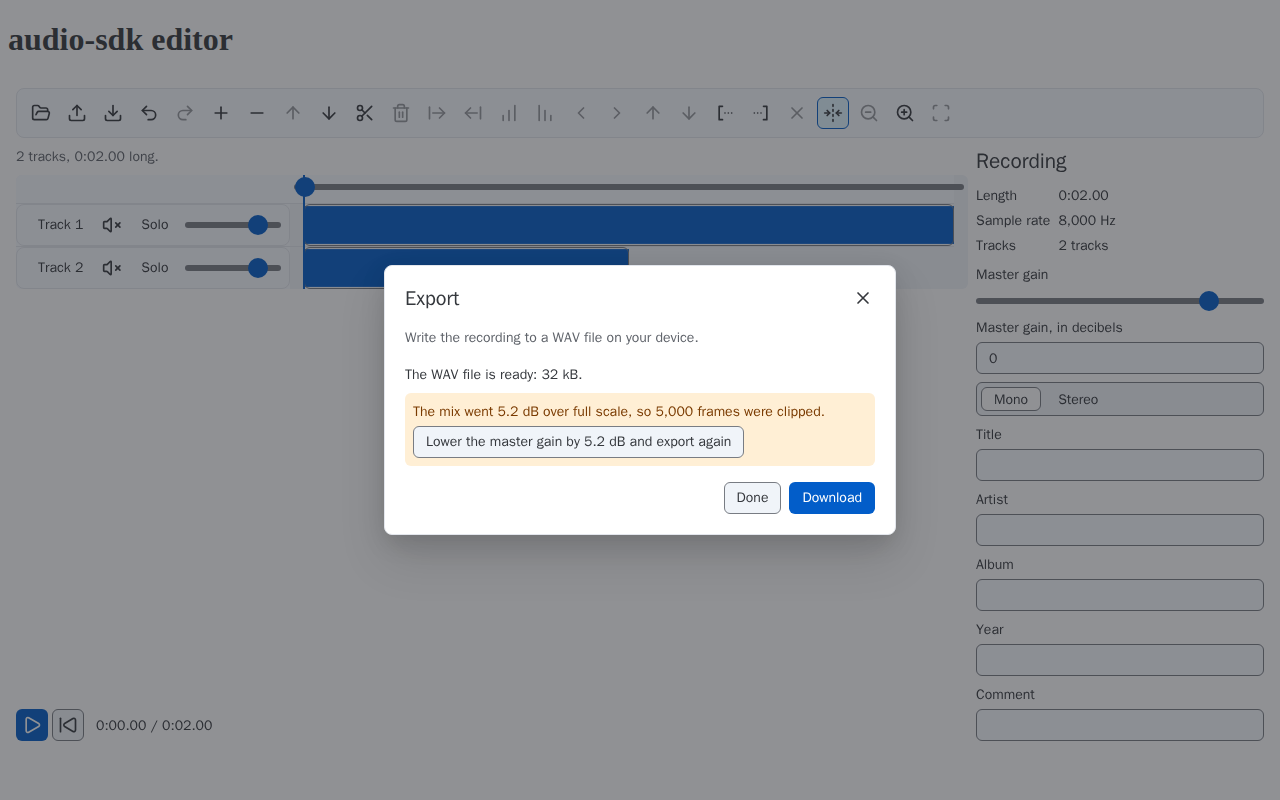 audio-sdk editor
2 tracks, 0:02.00 long.
Track 1 Solo
Track 2 Solo
Recording
Length 0:02.00
Sample rate 8,000 Hz
Tracks 2 tracks
Master gain
Master gain, in decibels
0
Mono Stereo
Title
Artist
Album
Year
Comment
Export
Write the recording to a WAV file on your device.
The WAV file is ready: 32 kB.
The mix went 5.2 dB over full scale, so 5,000 frames were clipped.
Lower the master gain by 5.2 dB and export again
Done Download
0:00.00 / 0:02.00